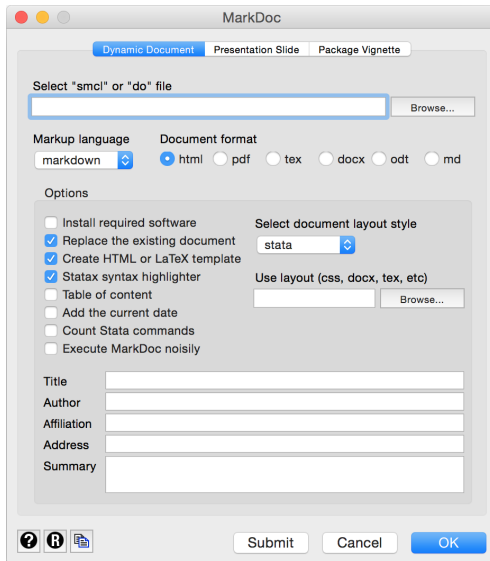 MarkDoc
Dynamic Document Presentation Slide Package Vignette
Select "smcl" or "do" file
Browse...
Markup language Document format
markdown html pdf tex docx odt md
Options
Install required software
Replace the existing document
Create HTML or LaTeX template
Statax syntax highlighter
Table of content
Add the current date
Count Stata commands
Execute MarkDoc noisily
Select document layout style
stata
Use layout (css, docx, tex, etc)
Browse...
Title
Author
Affiliation
Address
Summary
? R Submit Cancel OK